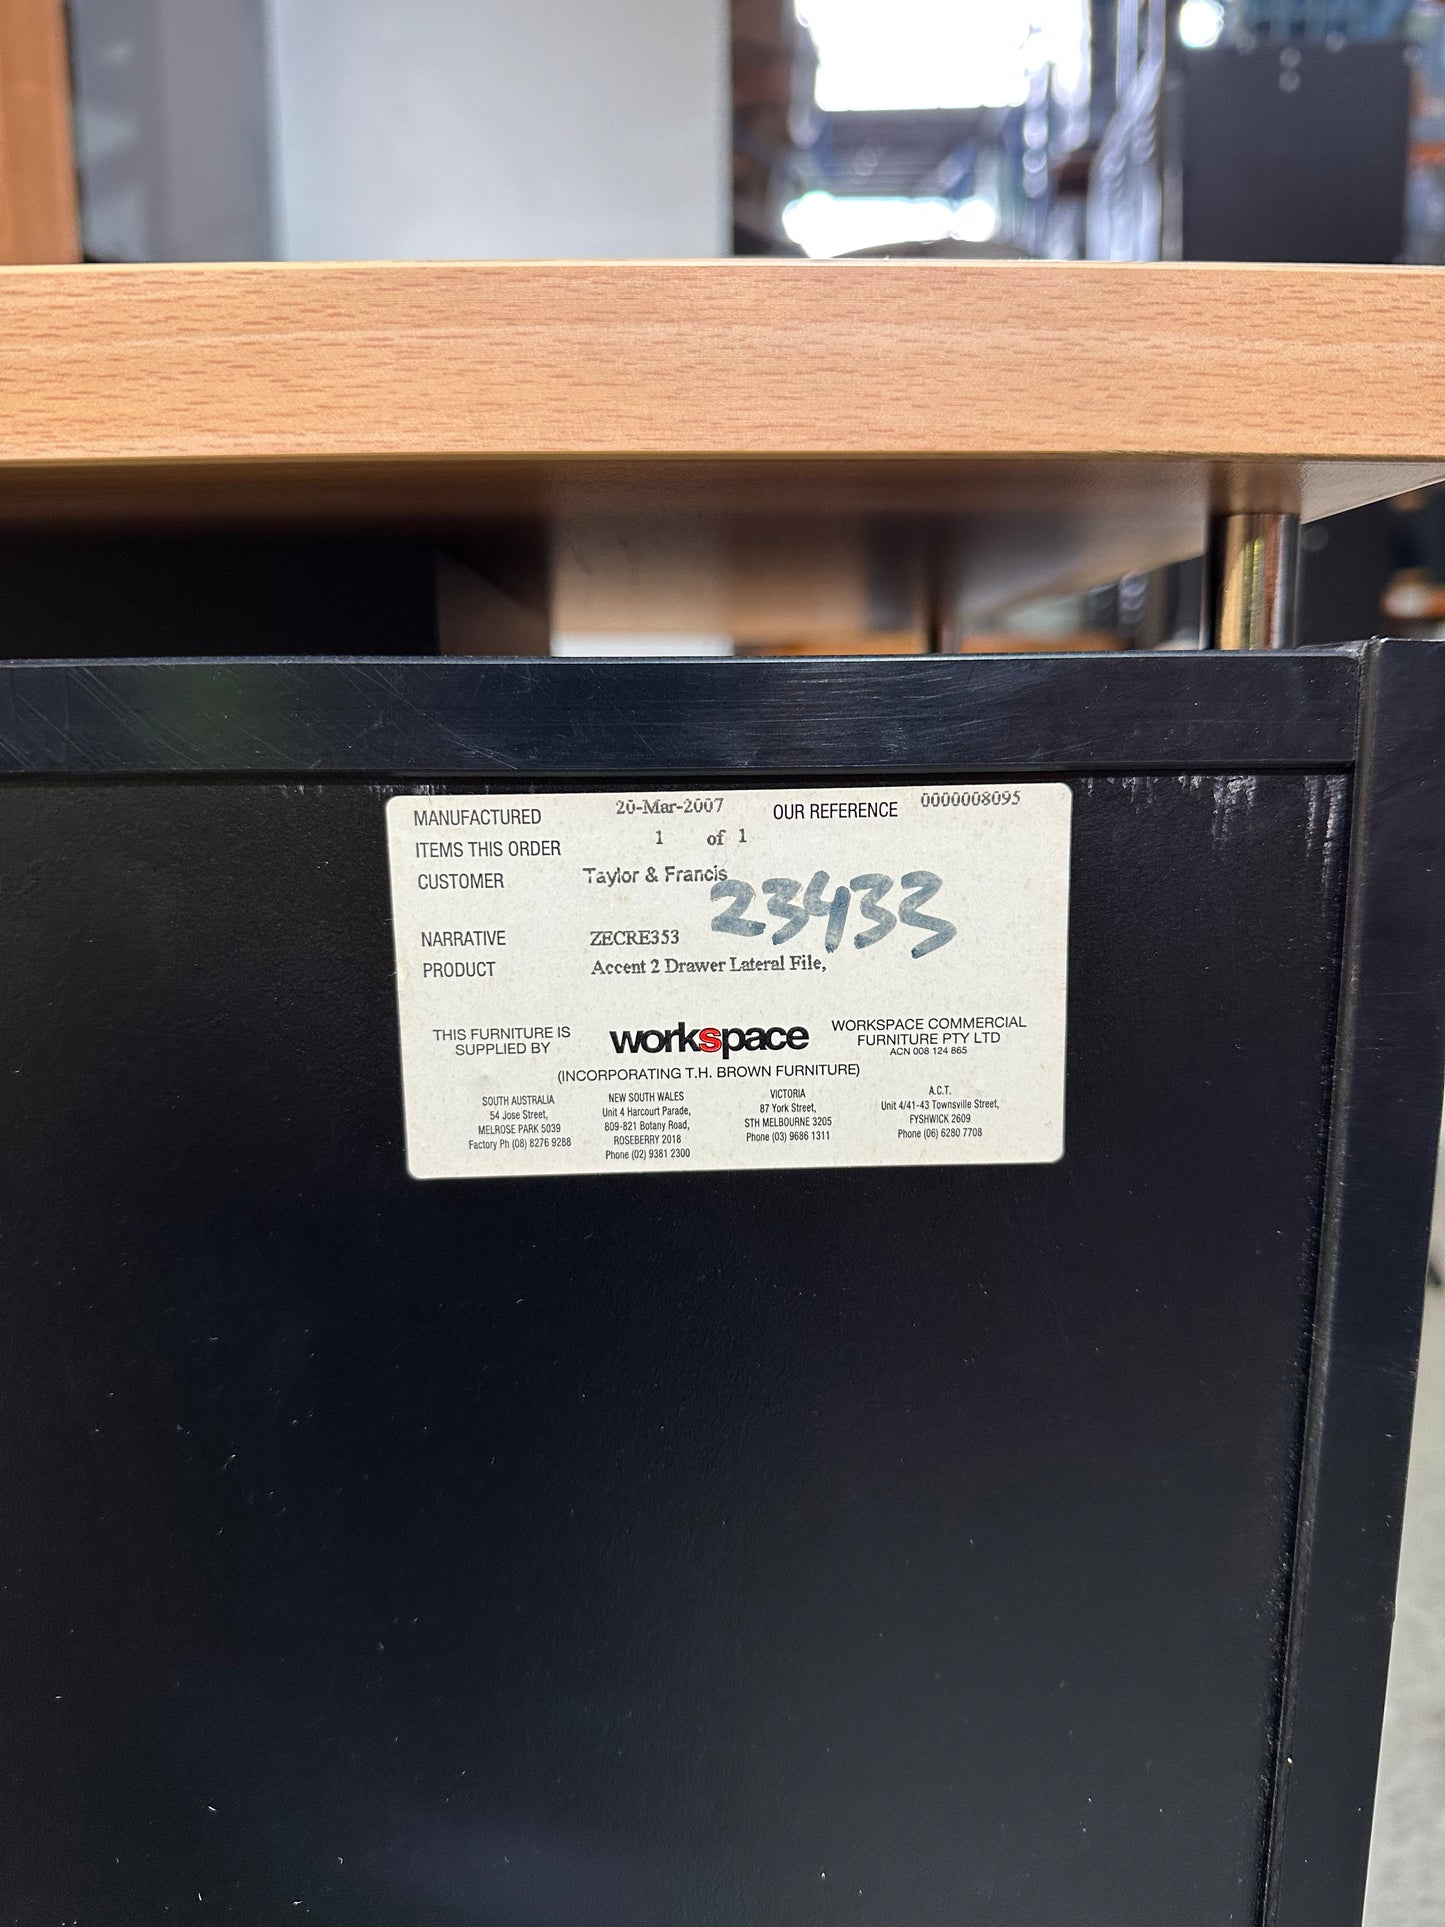 MANUFACTURED 20-Mar-2007 OUR REFERENCE 0000008095
ITEMS THIS ORDER 1 of 1
CUSTOMER Taylor & Francis
23433
NARRATIVE ZECRE353
PRODUCT Accent 2 Drawer Lateral File,
THIS FURNITURE IS
SUPPLIED BY
workspace
WORKSPACE COMMERCIAL
FURNITURE PTY LTD
ACN 008 124 865
(INCORPORATING T.H. BROWN FURNITURE)
SOUTH AUSTRALIA
54 Jose Street,
MELROSE PARK 5039
Factory Ph (08) 8276 9288
NEW SOUTH WALES
Unit 4 Harcourt Parade,
809-821 Botany Road,
ROSEBERRY 2018
Phone (02) 9381 2300
VICTORIA
87 York Street,
STH MELBOURNE 3205
Phone (03) 9686 1311
A.C.T.
Unit 4/41-43 Townsville Street,
FYSHWICK 2609
Phone (06) 6280 7708